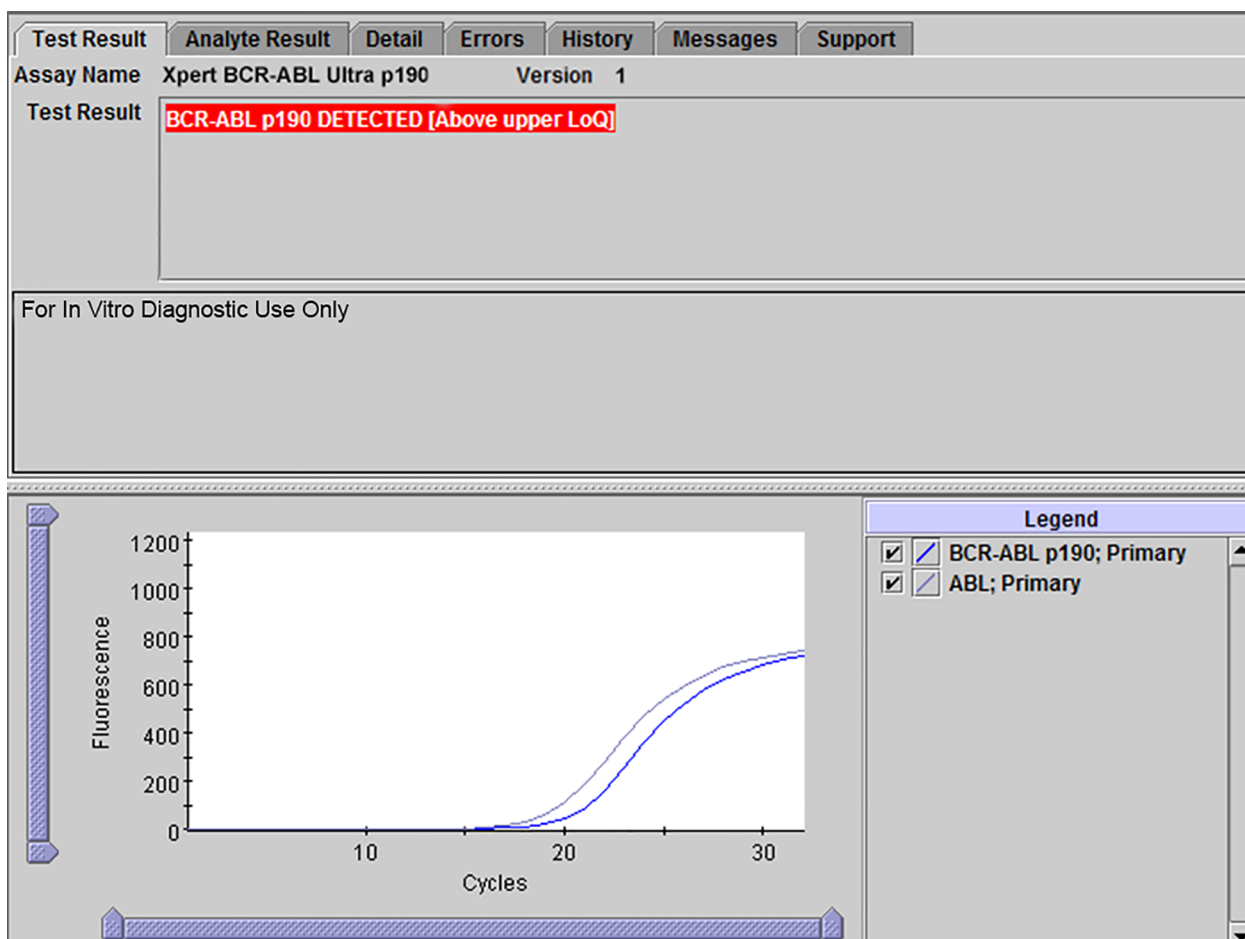 Test Result Analyte Result Detail Errors History Messages Support
Assay Name Xpert BCR-ABL Ultra p190 Version 1
Test Result BCR-ABL p190 DETECTED [Above upper LoQ]
For In Vitro Diagnostic Use Only
Legend
BCR-ABL p190; Primary
ABL; Primary
1200
1000
800
600
400
200
0
Fluorescence
10 20 30
Cycles